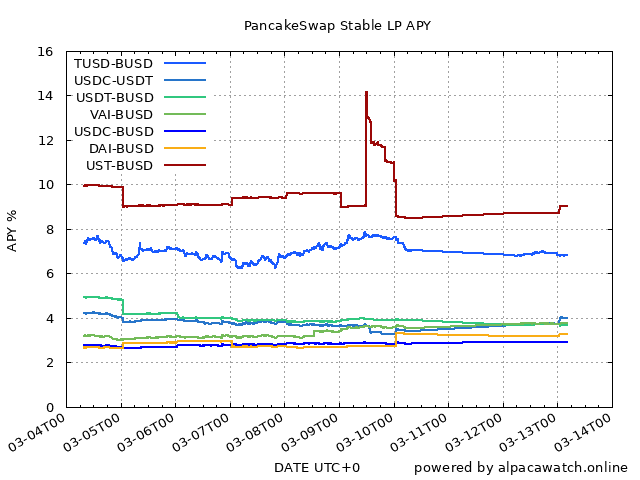 PancakeSwap Stable LP APY
16
14
12
10
8
6
4
2
0
APY %
TUSD-BUSD
USDC-USDT
USDT-BUSD
VAI-BUSD
USDC-BUSD
DAI-BUSD
UST-BUSD
03-04T00
03-05T00
03-06T00
03-07T00
03-08T00
03-09T00
03-10T00
03-11T00
03-12T00
03-13T00
03-14T00
DATE UTC+0
powered by alpacawatch.online